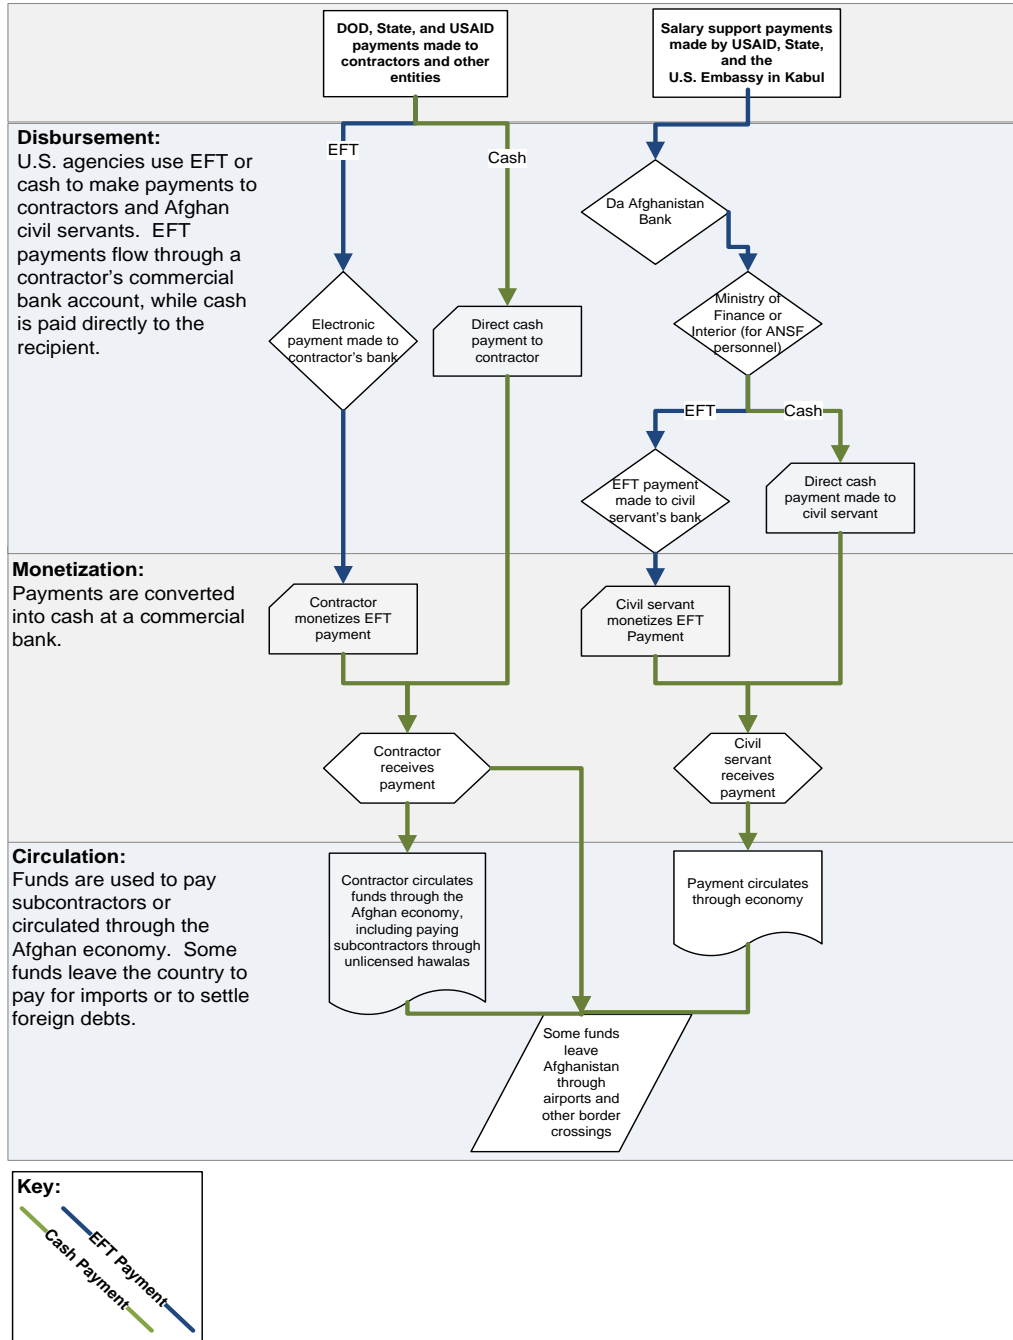 DOD, State, and USAID
payments made to
contractors and other
entities
Salary support payments
made by USAID, State,
and the
U.S. Embassy in Kabul
Disbursement:
U.S. agencies use EFT or
cash to make payments to
contractors and Afghan
civil servants.  EFT
payments flow through a
contractor's commercial
bank account, while cash
is paid directly to the
recipient.
EFT
Cash
Da Afghanistan
Bank
Electronic
payment made to
contractor's bank
Direct cash
payment to
contractor
Ministry of
Finance or
Interior (for ANSF
personnel)
EFT
Cash
EFT payment
made to civil
servant's bank
Direct cash
payment made to
civil servant
Monetization:
Payments are converted
into cash at a commercial
bank.
Contractor
monetizes EFT
payment
Civil servant
monetizes EFT
Payment
Contractor
receives
payment
Civil
servant
receives
payment
Circulation:
Funds are used to pay
subcontractors or
circulated through the
Afghan economy.  Some
funds leave the country to
pay for imports or to settle
foreign debts.
Contractor circulates
funds through the
Afghan economy,
including paying
subcontractors through
unlicensed hawalas
Payment circulates
through economy
Some funds
leave
Afghanistan
through
airports and
other border
crossings
Key:
Cash Payment
EFT Payment